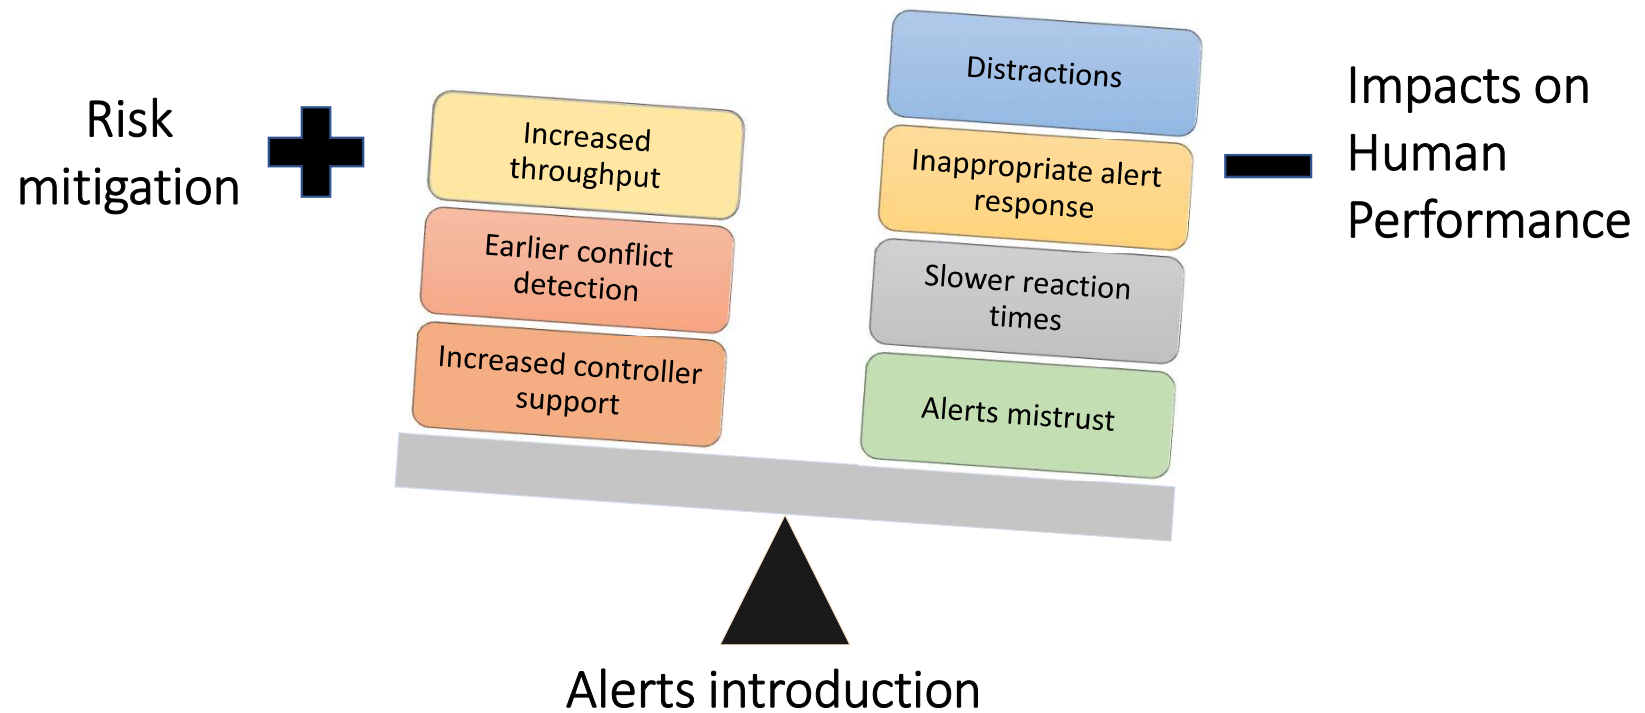 Risk
mitigation
Increased
throughput
Earlier conflict
detection
Increased controller
support
Distractions
Inappropriate alert
response
Slower reaction
times
Alerts mistrust
Impacts on
Human
Performance
Alerts introduction